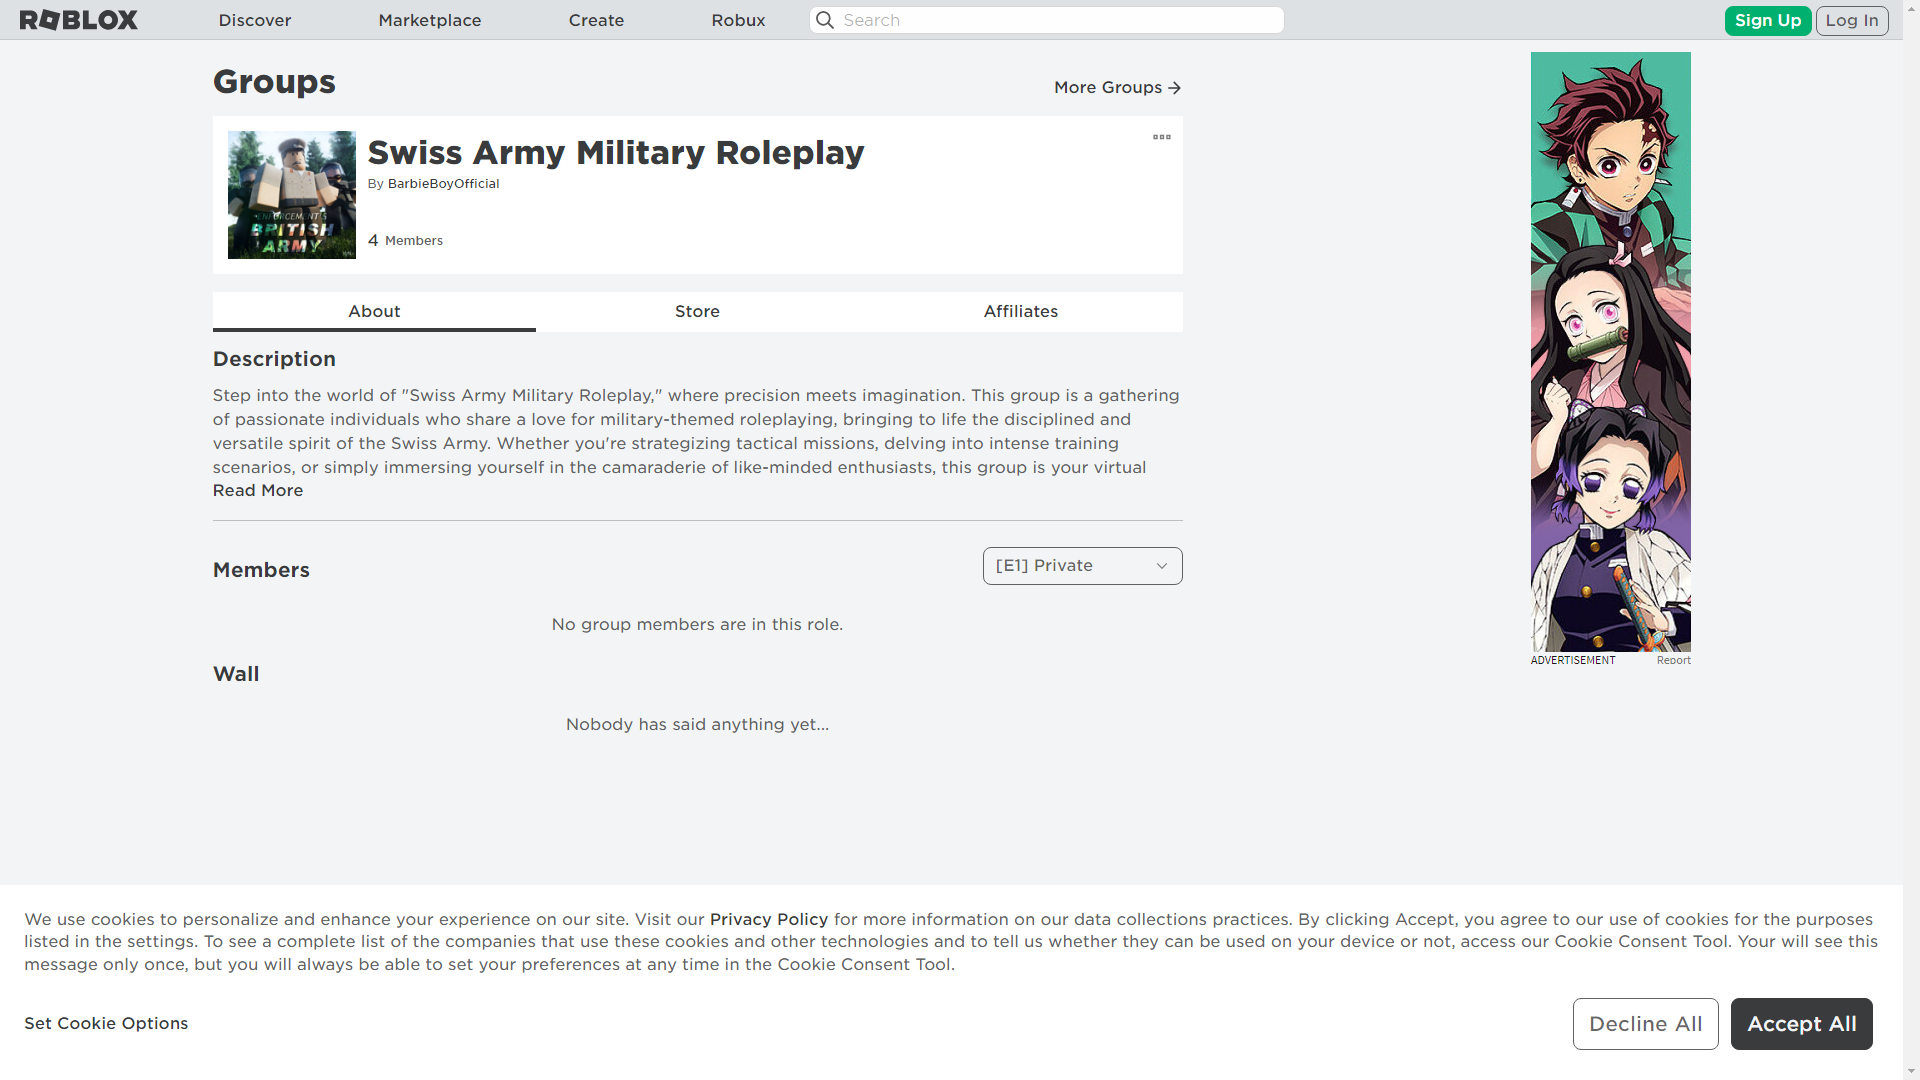 ROBLOX
Discover
Marketplace
Create
Robux
Search
Sign Up
Log In
Groups
More Groups
ENFORCEMENT'S
BRITISH
ARMY
Swiss Army Military Roleplay
By BarbieBoyOfficial
4 Members
About
Store
Affiliates
Description
Step into the world of "Swiss Army Military Roleplay," where precision meets imagination. This group is a gathering
of passionate individuals who share a love for military-themed roleplaying, bringing to life the disciplined and
versatile spirit of the Swiss Army. Whether you're strategizing tactical missions, delving into intense training
scenarios, or simply immersing yourself in the camaraderie of like-minded enthusiasts, this group is your virtual
Read More
Members
[E1] Private
No group members are in this role.
Wall
Nobody has said anything yet...
ADVERTISEMENT
Report
We use cookies to personalize and enhance your experience on our site. Visit our Privacy Policy for more information on our data collections practices. By clicking Accept, you agree to our use of cookies for the purposes
listed in the settings. To see a complete list of the companies that use these cookies and other technologies and to tell us whether they can be used on your device or not, access our Cookie Consent Tool. Your will see this
message only once, but you will always be able to set your preferences at any time in the Cookie Consent Tool.
Set Cookie Options
Decline All
Accept All